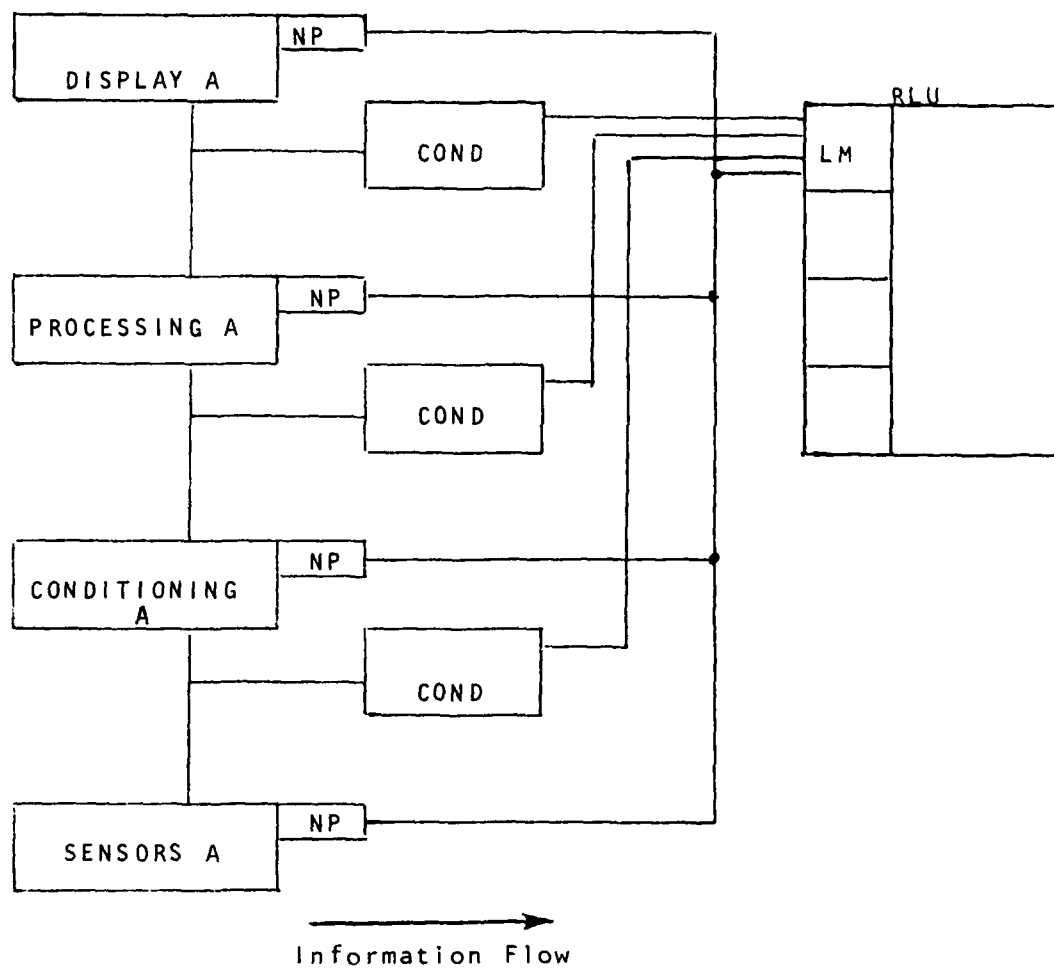 NP
DISPLAY A
RLU
COND
LM
NP
PROCESSING A
COND
NP
CONDITIONING
A
COND
NP
SENSORS A
Information Flow